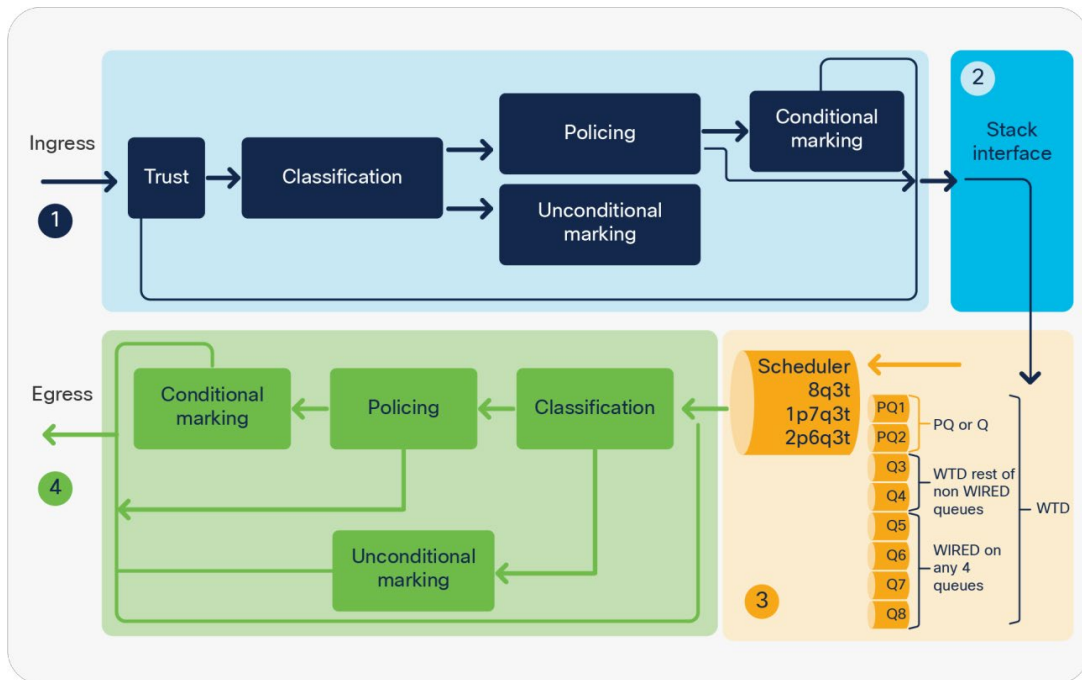 Ingress
1
Trust
Classification
Policing
Unconditional
marking
Conditional
marking
2
Stack
interface
Egress
4
Conditional
marking
Policing
Classification
Unconditional
marking
Scheduler
8q3t
1p7q3t
2p6q3t
PQ1
PQ2
Q3
Q4
Q5
Q6
Q7
Q8
PQ or Q
WTD rest of
non WIRED
queues
WIRED on
any 4
queues
WTD
3